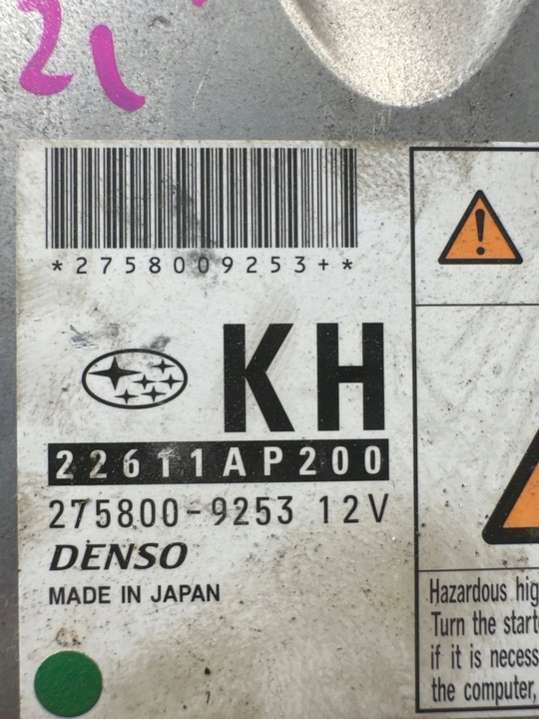 21
*2758009253+*
KH
22611AP200
275800-9253 12V
DENSO
MADE IN JAPAN
Hazardous hig
Turn the starte
if it is necess
the computer,